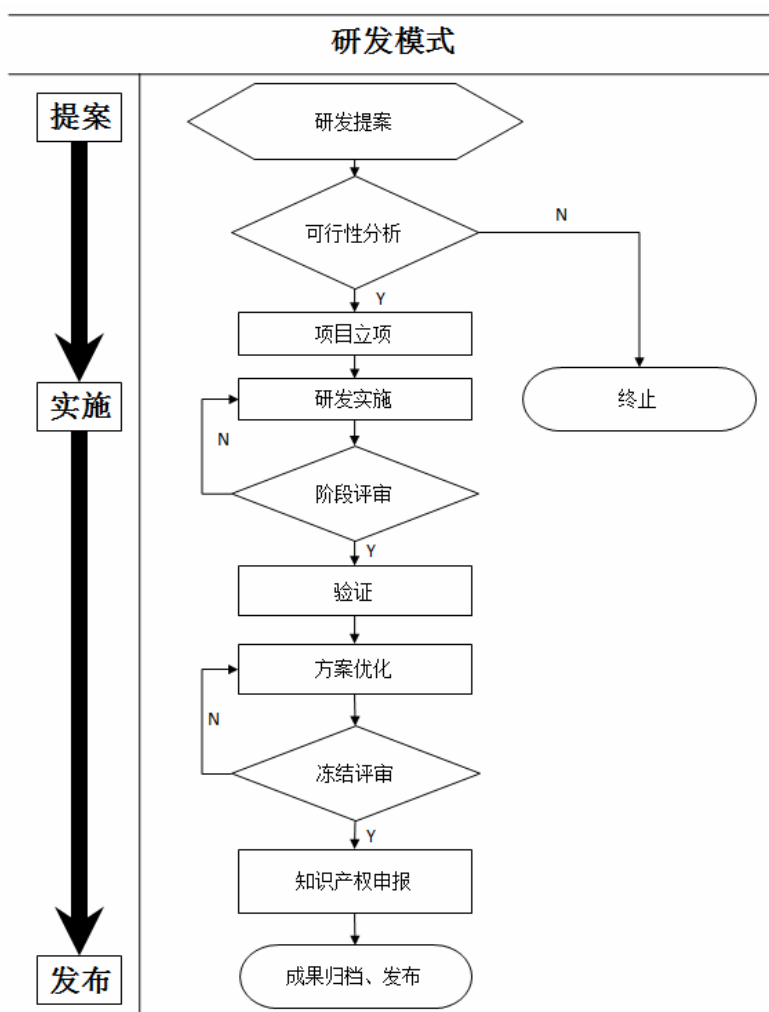 研发模式
提案
研发提案
可行性分析
N
Y
项目立项
实施
研发实施
终止
N
阶段评审
Y
验证
方案优化
N
冻结评审
Y
知识产权申报
发布
成果归档、发布